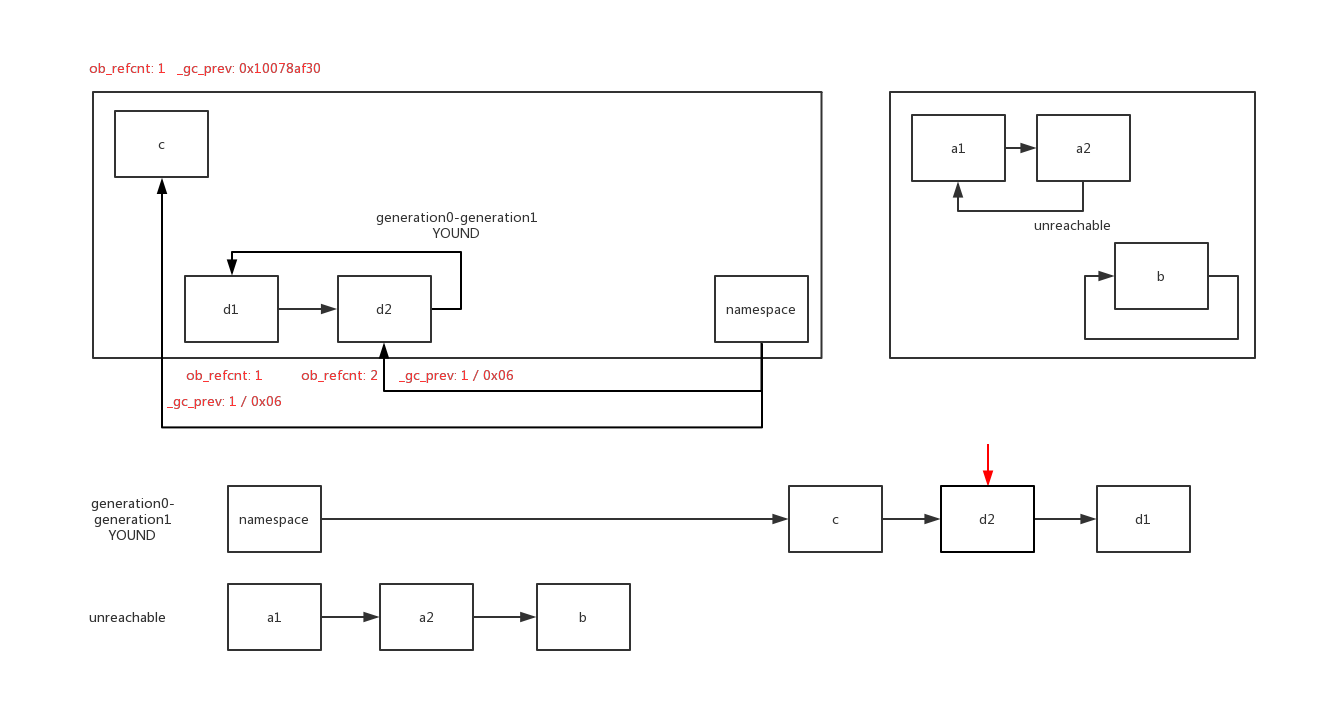 ob_refcnt: 1 _gc_prev: 0x10078af30
c
a1
a2
generation0-generation1
YOUND
unreachable
b
d1
d2
namespace
ob_refcnt: 1
ob_refcnt: 2
_gc_prev: 1 / 0x06
_gc_prev: 1 / 0x06
generation0-
generation1
YOUND
namespace
c
d2
d1
unreachable
a1
a2
b